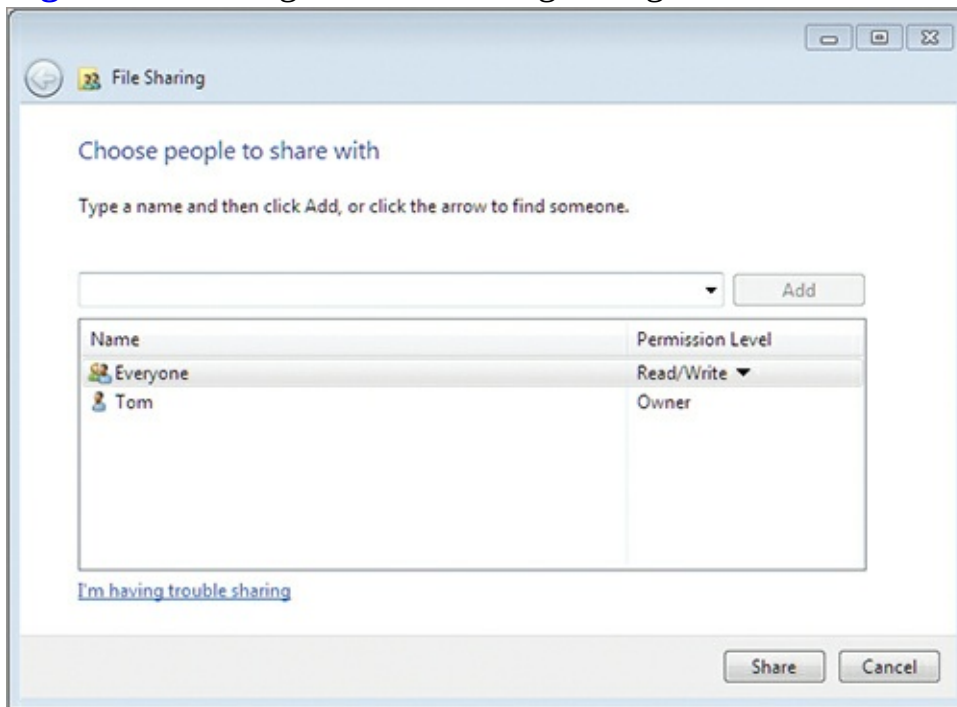 File Sharing
Choose people to share with
Type a name and then click Add, or click the arrow to find someone.
Add
Name Permission Level
Everyone Read/Write
Tom Owner
I'm having trouble sharing
Share Cancel